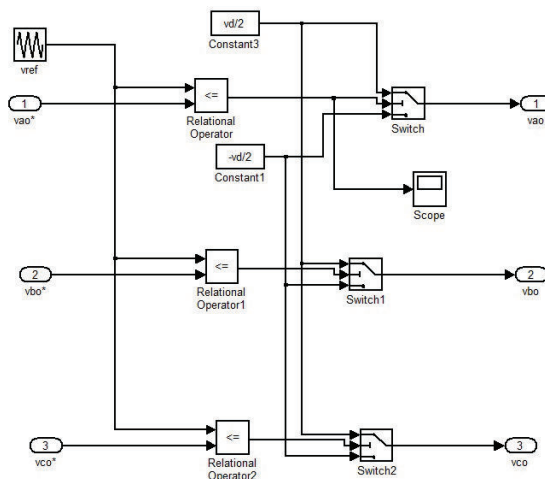 vd/2
Constant3
vref
1
vao*
<=
Relational
Operator
Switch
1
vao
-vd/2
Constant1
Scope
2
vbo*
<=
Relational
Operator1
Switch1
2
vbo
3
vco*
<=
Relational
Operator2
Switch2
3
vco